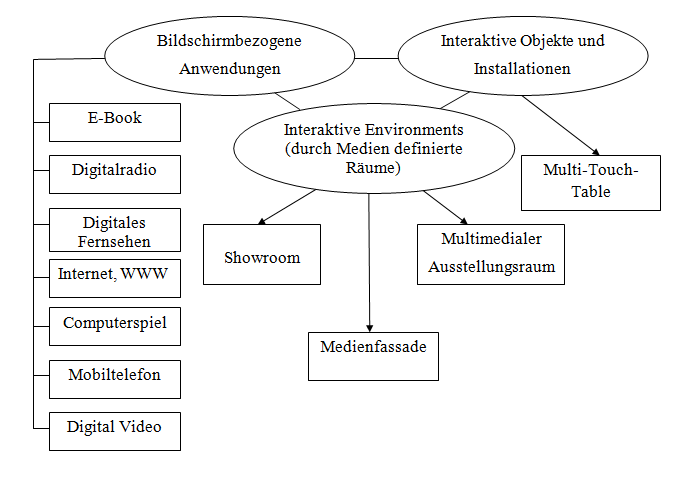 Bildschirmbezogene
Anwendungen
Interaktive Objekte und
Installationen
Interaktive Environments
(durch Medien definierte
Räume)
E-Book
Digitalradio
Digitales
Fernsehen
Internet, WWW
Computerspiel
Mobiltelefon
Digital Video
Showroom
Multimedialer
Ausstellungsraum
Multi-Touch-
Table
Medienfassade